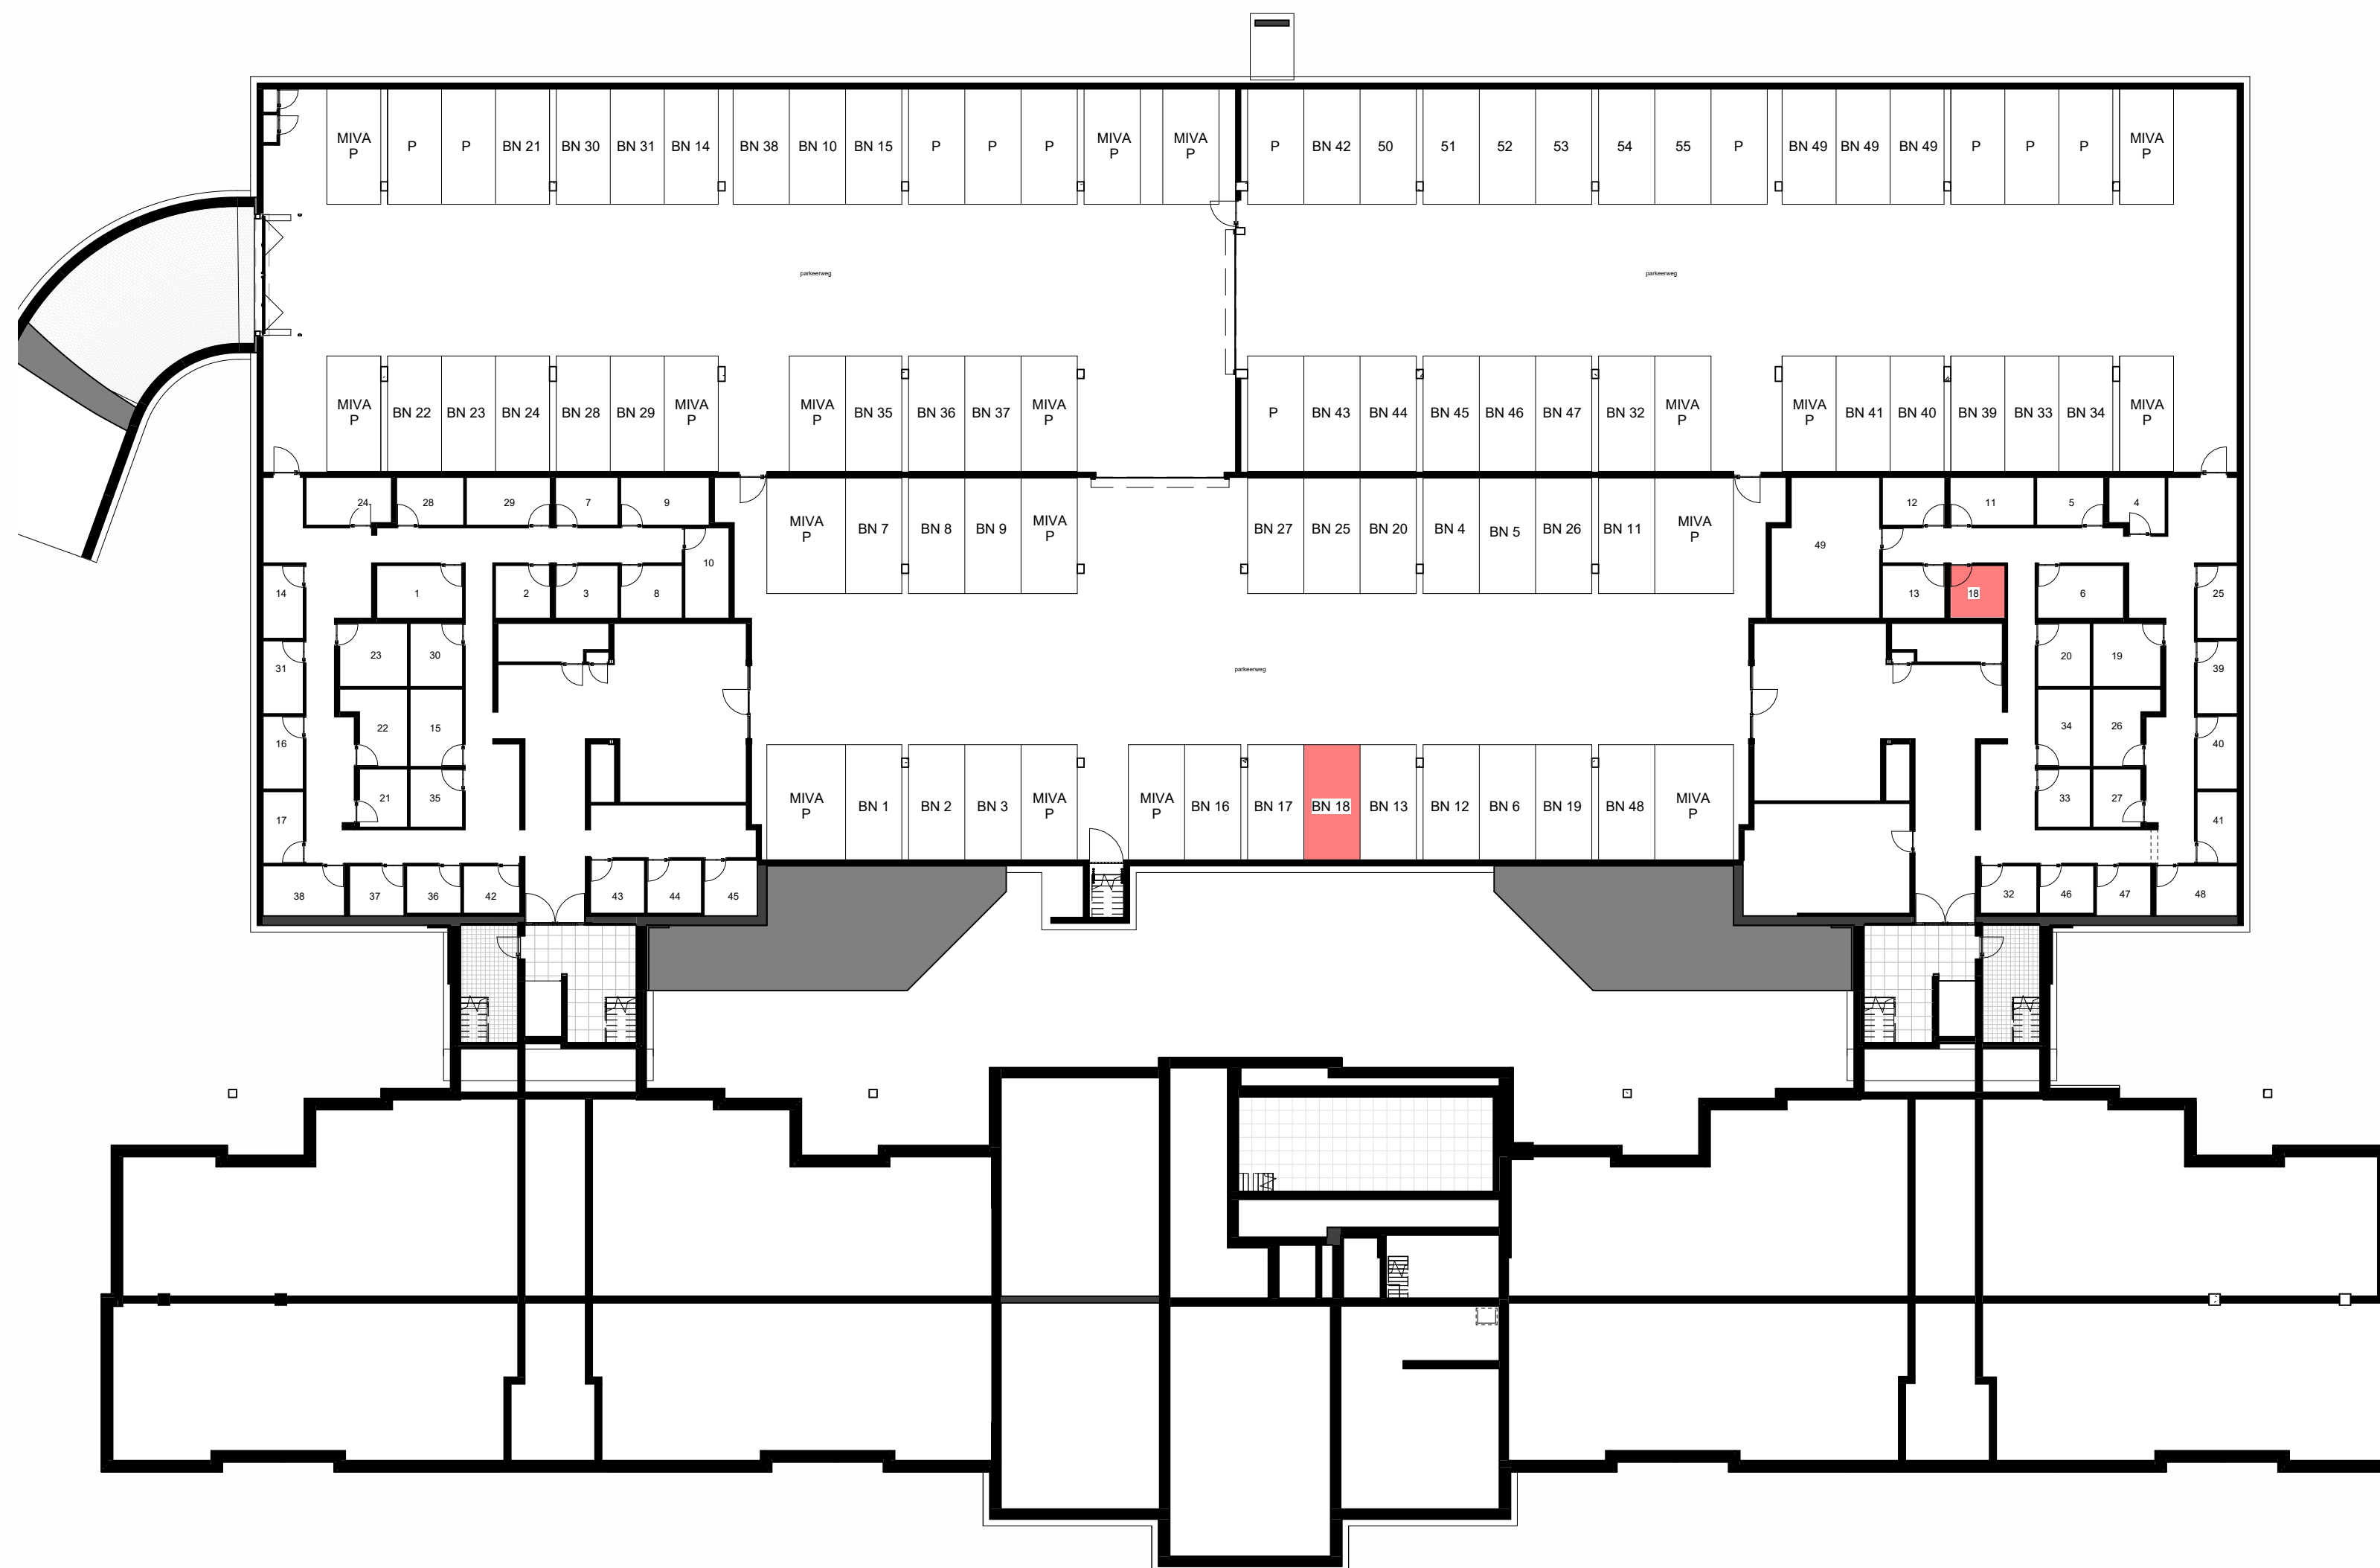 MIVA
P
P
P
BN 21
BN 30
BN 31
BN 14
BN 38
BN 10
BN 15
P
P
P
MIVA
P
MIVA
P
P
BN 42
50
51
52
53
54
55
P
BN 49
BN 49
BN 49
P
P
P
MIVA
P
parkeerweg
parkeerweg
MIVA
P
BN 22
BN 23
BN 24
BN 28
BN 29
MIVA
P
MIVA
P
BN 35
BN 36
BN 37
MIVA
P
P
BN 43
BN 44
BN 45
BN 46
BN 47
BN 32
MIVA
P
MIVA
P
BN 41
BN 40
BN 39
BN 33
BN 34
MIVA
P
24
28
29
7
9
MIVA
P
BN 7
BN 8
BN 9
MIVA
P
BN 27
BN 25
BN 20
BN 4
BN 5
BN 26
BN 11
MIVA
P
49
12
11
5
4
10
14
1
2
3
8
13
18
6
25
23
30
31
22
15
16
21
35
17
parkeerweg
20
19
39
34
26
40
33
27
41
MIVA
P
BN 1
BN 2
BN 3
MIVA
P
MIVA
P
BN 16
BN 17
BN 18
BN 13
BN 12
BN 6
BN 19
BN 48
MIVA
P
38
37
36
42
43
44
45
32
46
47
48